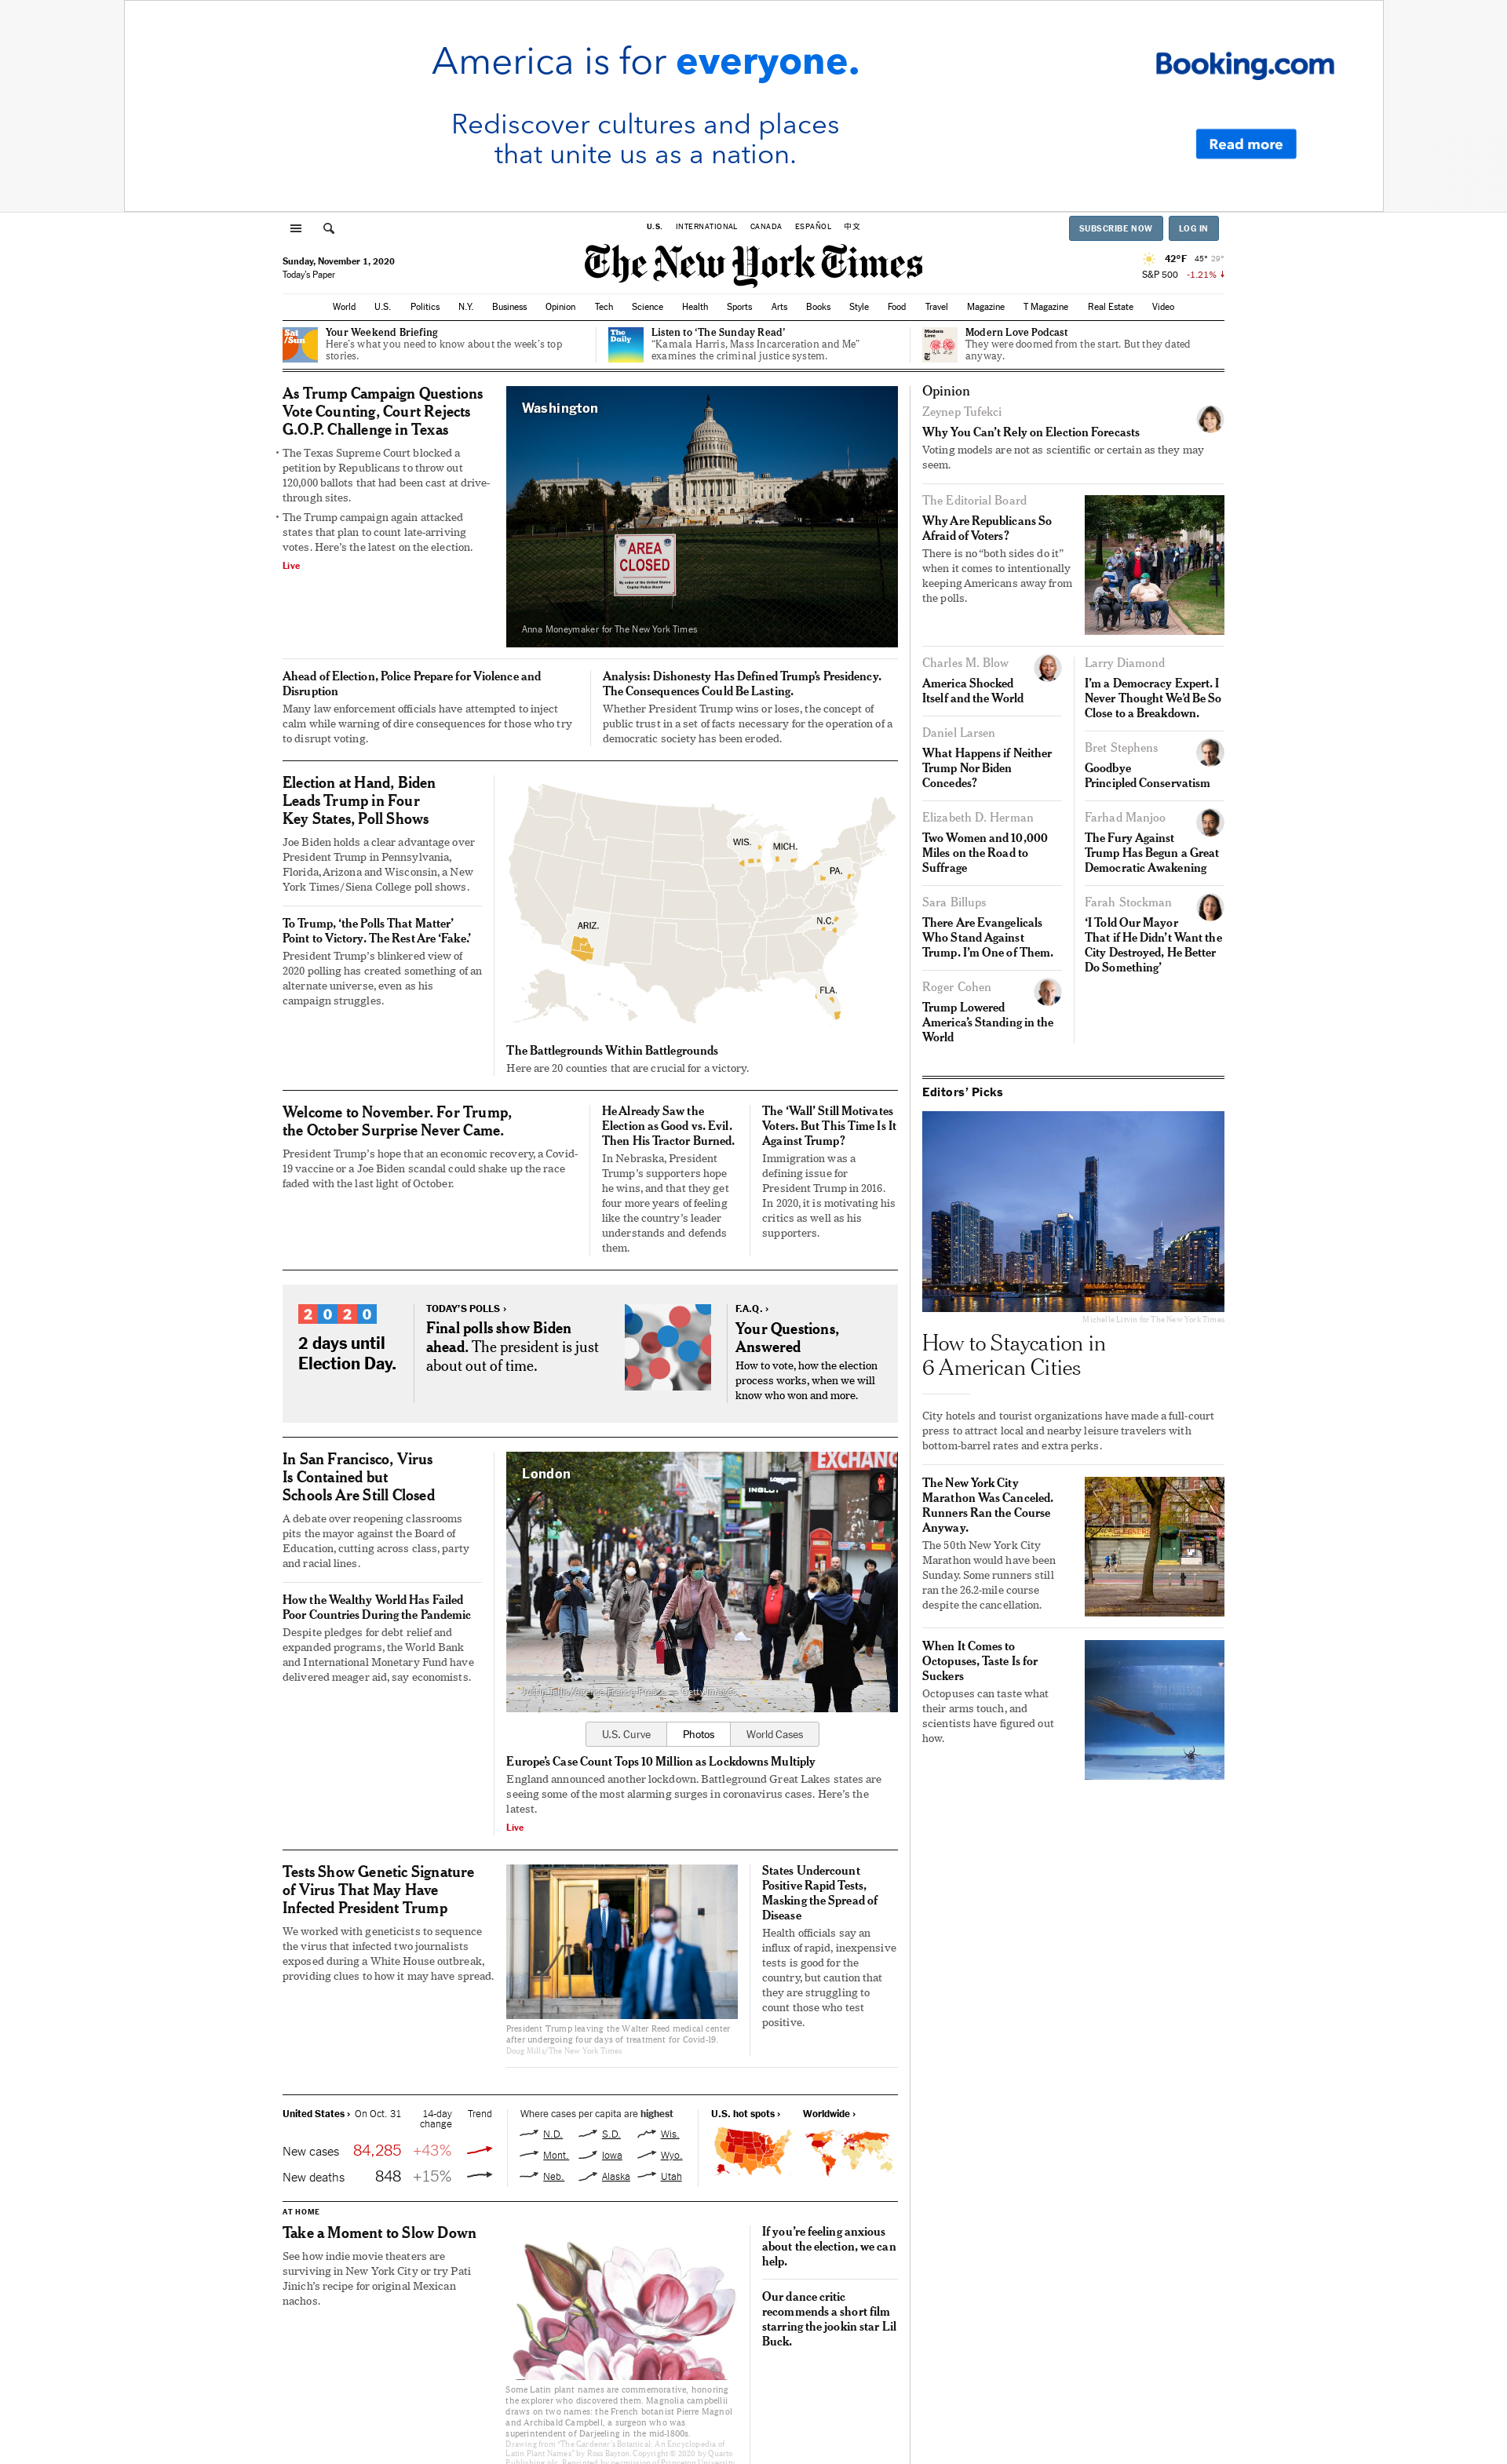 America is for everyone.
Booking.com
Rediscover cultures and places
that unite us as a nation.
Read more
U.S. INTERNATIONAL CANADA ESPAÑOL 中文
SUBSCRIBE NOW
LOG IN
The New York Times
Sunday, November 1, 2020
Today's Paper
42°F 45° 29°
S&P 500 -1.21%
World U.S. Politics N.Y. Business Opinion Tech Science Health Sports Arts Books Style Food Travel Magazine T Magazine Real Estate Video
Sat
/Sun
Your Weekend Briefing
Here's what you need to know about the week's top
stories.
The
Daily
Listen to 'The Sunday Read'
"Kamala Harris, Mass Incarceration and Me"
examines the criminal justice system.
Modern
Love
Modern Love Podcast
They were doomed from the start. But they dated
anyway.
As Trump Campaign Questions
Vote Counting, Court Rejects
G.O.P. Challenge in Texas
• The Texas Supreme Court blocked a
petition by Republicans to throw out
120,000 ballots that had been cast at drive-
through sites.
• The Trump campaign again attacked
states that plan to count late-arriving
votes. Here's the latest on the election.
Live
Washington
AREA
CLOSED
By order of the United States
Capitol Police Board
Anna Moneymaker for The New York Times
Ahead of Election, Police Prepare for Violence and
Disruption
Many law enforcement officials have attempted to inject
calm while warning of dire consequences for those who try
to disrupt voting.
Analysis: Dishonesty Has Defined Trump's Presidency.
The Consequences Could Be Lasting.
Whether President Trump wins or loses, the concept of
public trust in a set of facts necessary for the operation of a
democratic society has been eroded.
Election at Hand, Biden
Leads Trump in Four
Key States, Poll Shows
Joe Biden holds a clear advantage over
President Trump in Pennsylvania,
Florida, Arizona and Wisconsin, a New
York Times/Siena College poll shows.
To Trump, 'the Polls That Matter'
Point to Victory. The Rest Are 'Fake.'
President Trump's blinkered view of
2020 polling has created something of an
alternate universe, even as his
campaign struggles.
WIS.
MICH.
PA.
N.C.
ARIZ.
FLA.
The Battlegrounds Within Battlegrounds
Here are 20 counties that are crucial for a victory.
Welcome to November. For Trump,
the October Surprise Never Came.
President Trump's hope that an economic recovery, a Covid-
19 vaccine or a Joe Biden scandal could shake up the race
faded with the last light of October.
He Already Saw the
Election as Good vs. Evil.
Then His Tractor Burned.
In Nebraska, President
Trump's supporters hope
he wins, and that they get
four more years of feeling
like the country's leader
understands and defends
them.
The 'Wall' Still Motivates
Voters. But This Time Is It
Against Trump?
Immigration was a
defining issue for
President Trump in 2016.
In 2020, it is motivating his
critics as well as his
supporters.
2020
2 days until
Election Day.
TODAY'S POLLS ›
Final polls show Biden
ahead. The president is just
about out of time.
F.A.Q. ›
Your Questions,
Answered
How to vote, how the election
process works, when we will
know who won and more.
In San Francisco, Virus
Is Contained but
Schools Are Still Closed
A debate over reopening classrooms
pits the mayor against the Board of
Education, cutting across class, party
and racial lines.
How the Wealthy World Has Failed
Poor Countries During the Pandemic
Despite pledges for debt relief and
expanded programs, the World Bank
and International Monetary Fund have
delivered meager aid, say economists.
London
EXCHANG
U.S. Curve
Photos
World Cases
Europe's Case Count Tops 10 Million as Lockdowns Multiply
England announced another lockdown. Battleground Great Lakes states are
seeing some of the most alarming surges in coronavirus cases. Here's the
latest.
Live
Tests Show Genetic Signature
of Virus That May Have
Infected President Trump
We worked with geneticists to sequence
the virus that infected two journalists
exposed during a White House outbreak,
providing clues to how it may have spread.
President Trump leaving the Walter Reed medical center
after undergoing four days of treatment for Covid-19.
Doug Mills/The New York Times
States Undercount
Positive Rapid Tests,
Masking the Spread of
Disease
Health officials say an
influx of rapid, inexpensive
tests is good for the
country, but caution that
they are struggling to
count those who test
positive.
United States › On Oct. 31 14-day
change Trend
New cases 84,285 +43%
New deaths 848 +15%
Where cases per capita are highest
N.D. S.D. Wis.
Mont. Iowa Wyo.
Neb. Alaska Utah
U.S. hot spots ›
Worldwide ›
AT HOME
Take a Moment to Slow Down
See how indie movie theaters are
surviving in New York City or try Pati
Jinich's recipe for original Mexican
nachos.
Some Latin plant names are commemorative, honoring
the explorer who discovered them. Magnolia campbellii
draws on two names: the French botanist Pierre Magnol
and Archibald Campbell, a surgeon who was
superintendent of Darjeeling in the mid-1800s.
Drawing from "The Gardener's Botanical: An Encyclopedia of
Latin Plant Names" by Ross Bayton. Copyright © 2020 by Quarto
If you're feeling anxious
about the election, we can
help.
Our dance critic
recommends a short film
starring the jookin star Lil
Buck.
Opinion
Zeynep Tufekci
Why You Can't Rely on Election Forecasts
Voting models are not as scientific or certain as they may
seem.
The Editorial Board
Why Are Republicans So
Afraid of Voters?
There is no "both sides do it"
when it comes to intentionally
keeping Americans away from
the polls.
Charles M. Blow
America Shocked
Itself and the World
Daniel Larsen
What Happens if Neither
Trump Nor Biden
Concedes?
Elizabeth D. Herman
Two Women and 10,000
Miles on the Road to
Suffrage
Sara Billups
There Are Evangelicals
Who Stand Against
Trump. I'm One of Them.
Roger Cohen
Trump Lowered
America's Standing in the
World
Larry Diamond
I'm a Democracy Expert. I
Never Thought We'd Be So
Close to a Breakdown.
Bret Stephens
Goodbye
Principled Conservatism
Farhad Manjoo
The Fury Against
Trump Has Begun a Great
Democratic Awakening
Farah Stockman
'I Told Our Mayor
That if He Didn't Want the
City Destroyed, He Better
Do Something'
Editors' Picks
Michelle Litvin for The New York Times
How to Staycation in
6 American Cities
City hotels and tourist organizations have made a full-court
press to attract local and nearby leisure travelers with
bottom-barrel rates and extra perks.
The New York City
Marathon Was Canceled.
Runners Ran the Course
Anyway.
The 50th New York City
Marathon would have been
Sunday. Some runners still
ran the 26.2-mile course
despite the cancellation.
When It Comes to
Octopuses, Taste Is for
Suckers
Octopuses can taste what
their arms touch, and
scientists have figured out
how.